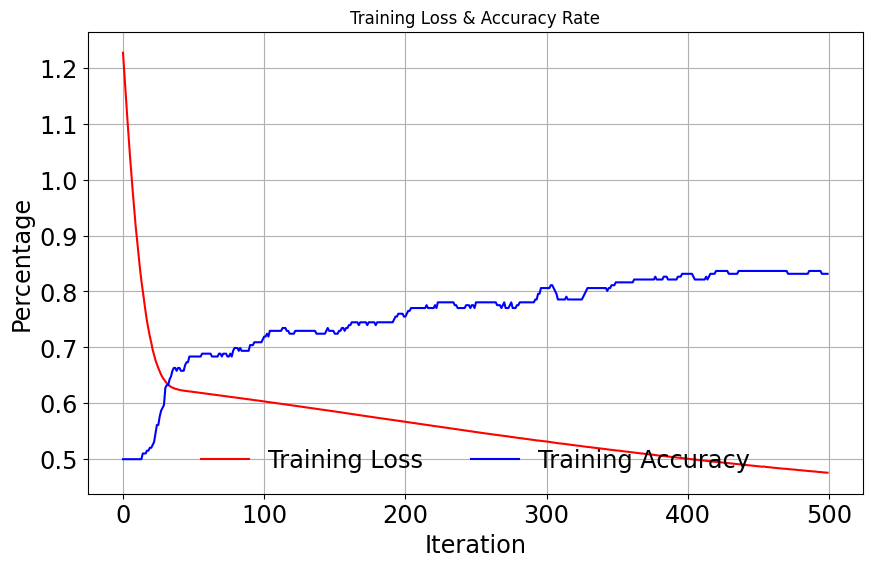 Training Loss & Accuracy Rate
1.2
1.1
1.0
0.9
0.8
0.7
0.6
0.5
Percentage
Training Loss Training Accuracy
0 100 200 300 400 500
Iteration